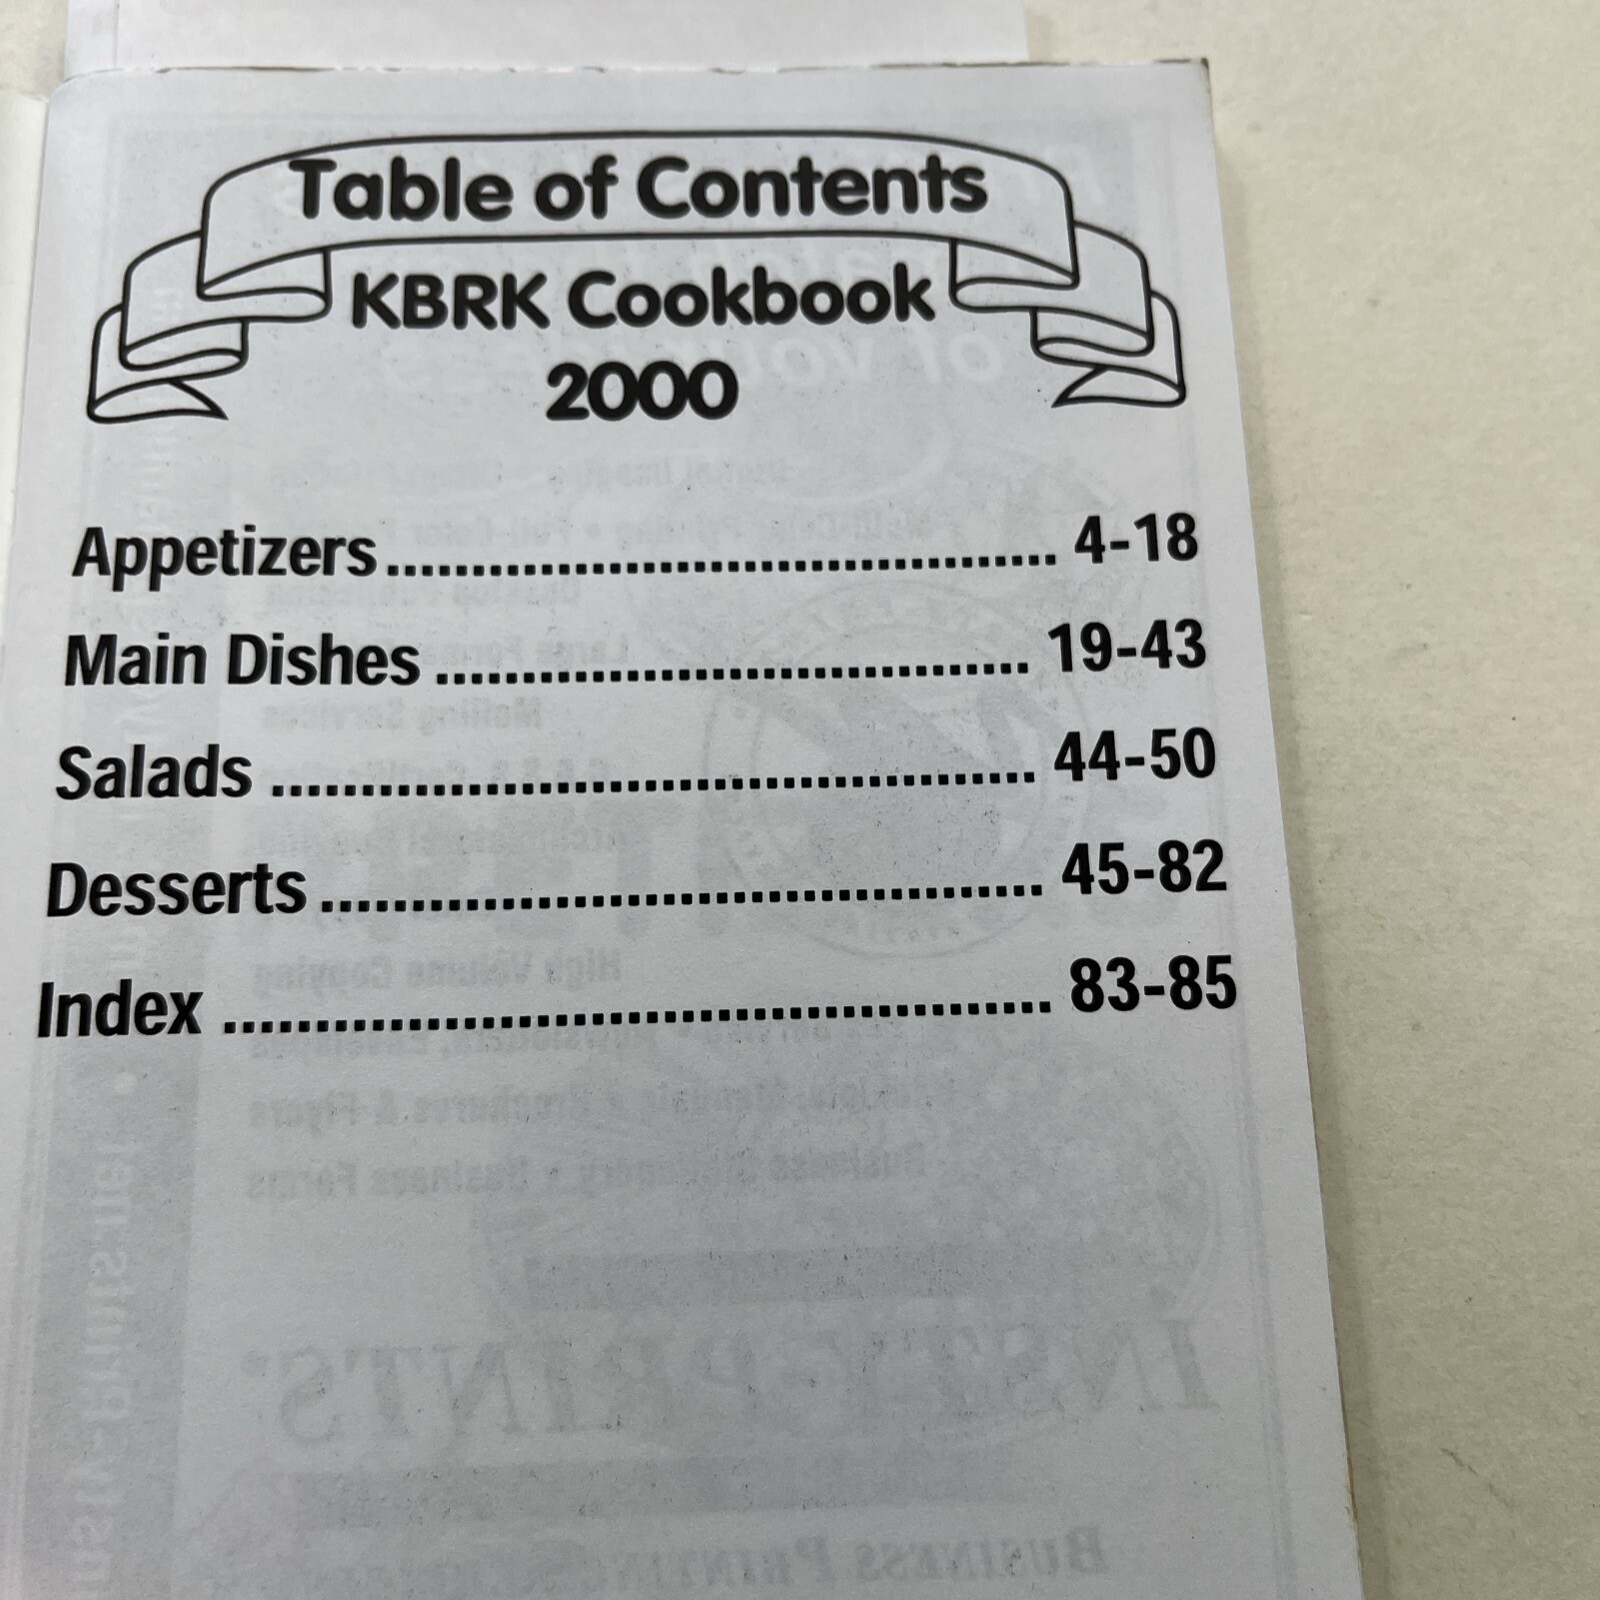 Table of Contents
KBRK Cookbook
2000
Appetizers....................................... 4-18
Main Dishes .................................. 19-43
Salads ............................................ 44-50
Desserts.......................................... 45-82
Index ................................................ 83-85